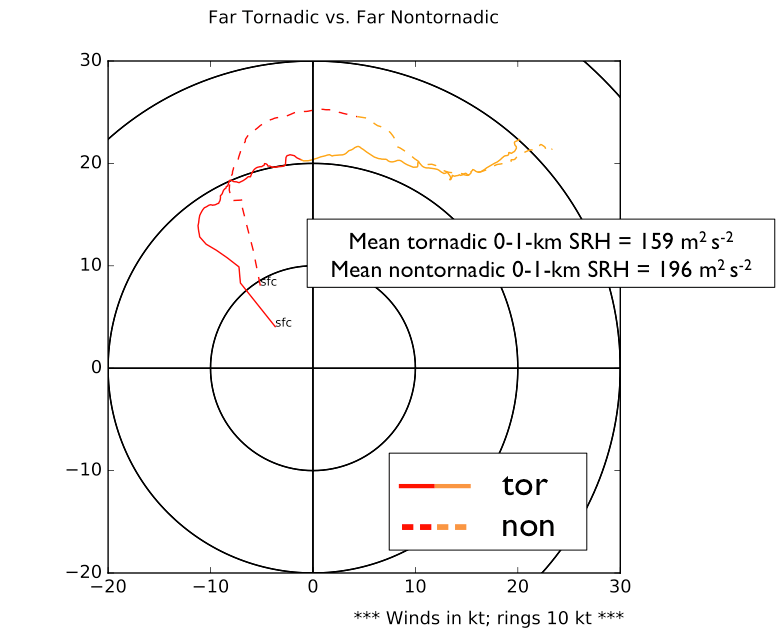 Far Tornadic vs. Far Nontornadic
30
20
10
0
−10
−20
Mean tornadic 0-1-km SRH = 159 m² s⁻²
Mean nontornadic 0-1-km SRH = 196 m² s⁻²
sfc
sfc
tor
non
−20 −10 0 10 20 30
*** Winds in kt; rings 10 kt ***